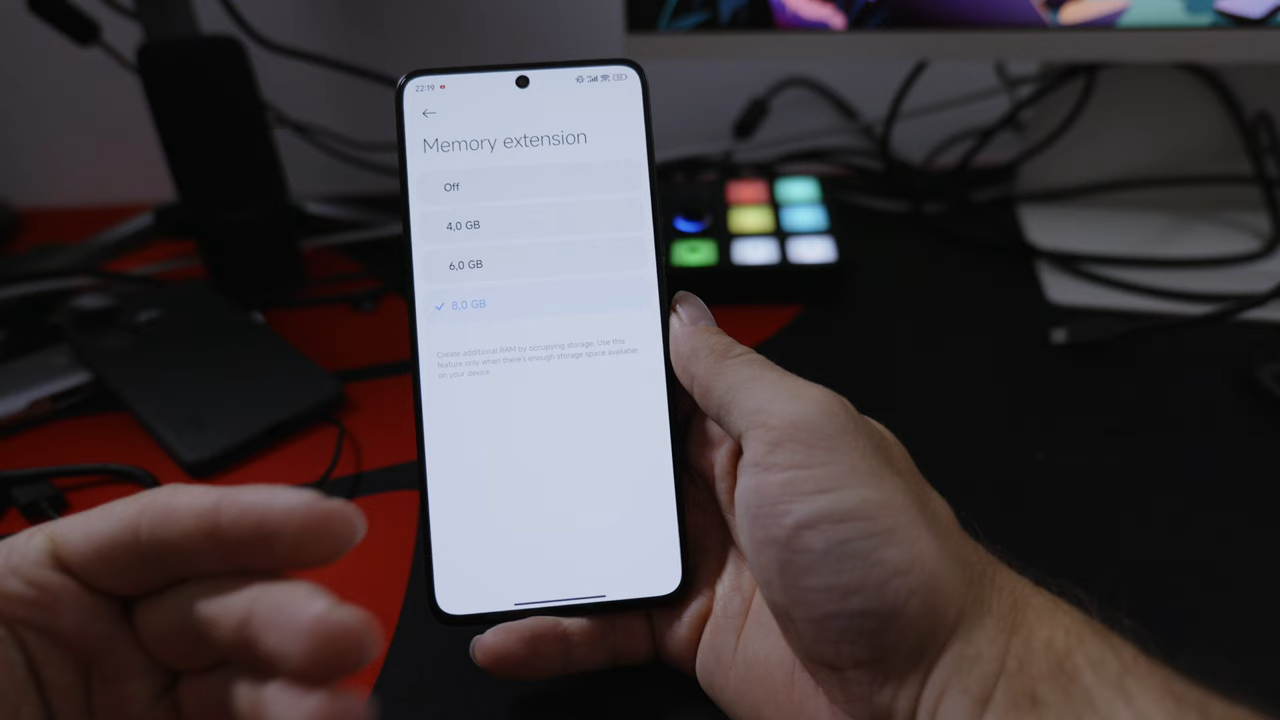 22:19
Memory extension
Off
4,0 GB
6,0 GB
8,0 GB
Create additional RAM by occupying storage. Use this
feature only when there's enough storage space available
on your device.